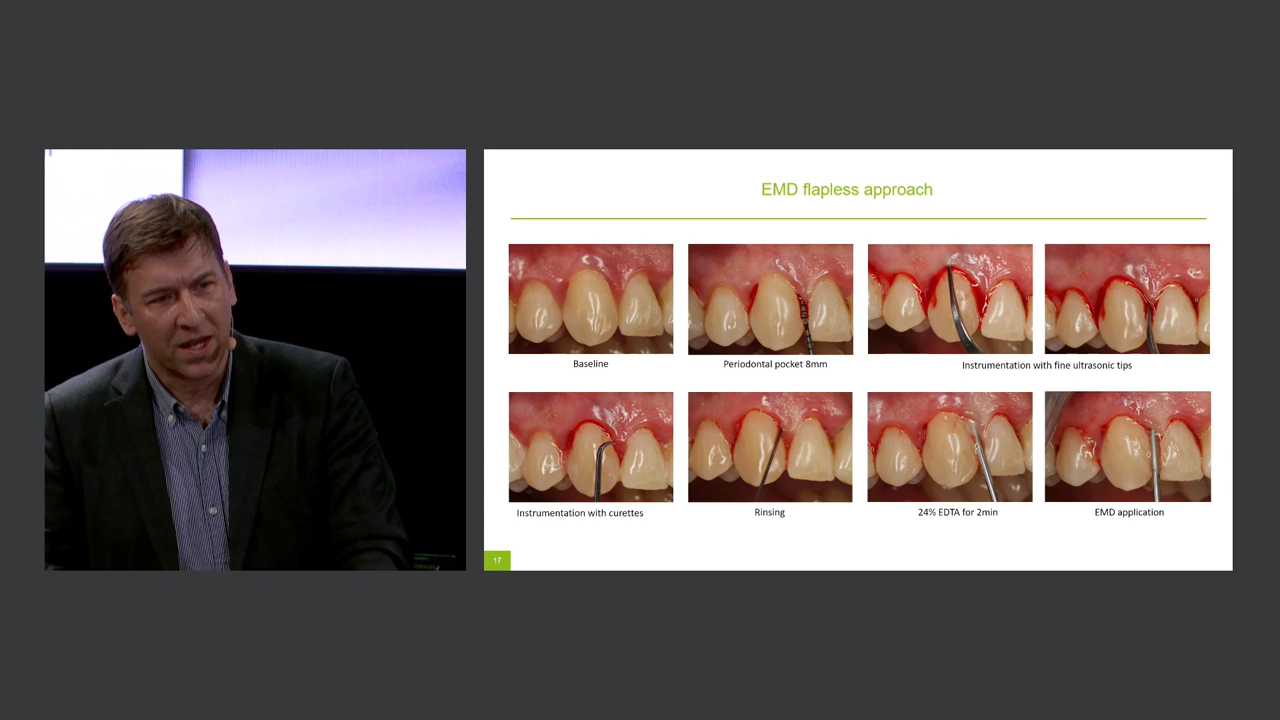 EMD flapless approach
Baseline
Periodontal pocket 8mm
Instrumentation with fine ultrasonic tips
Instrumentation with curettes
Rinsing
24% EDTA for 2min
EMD application
17